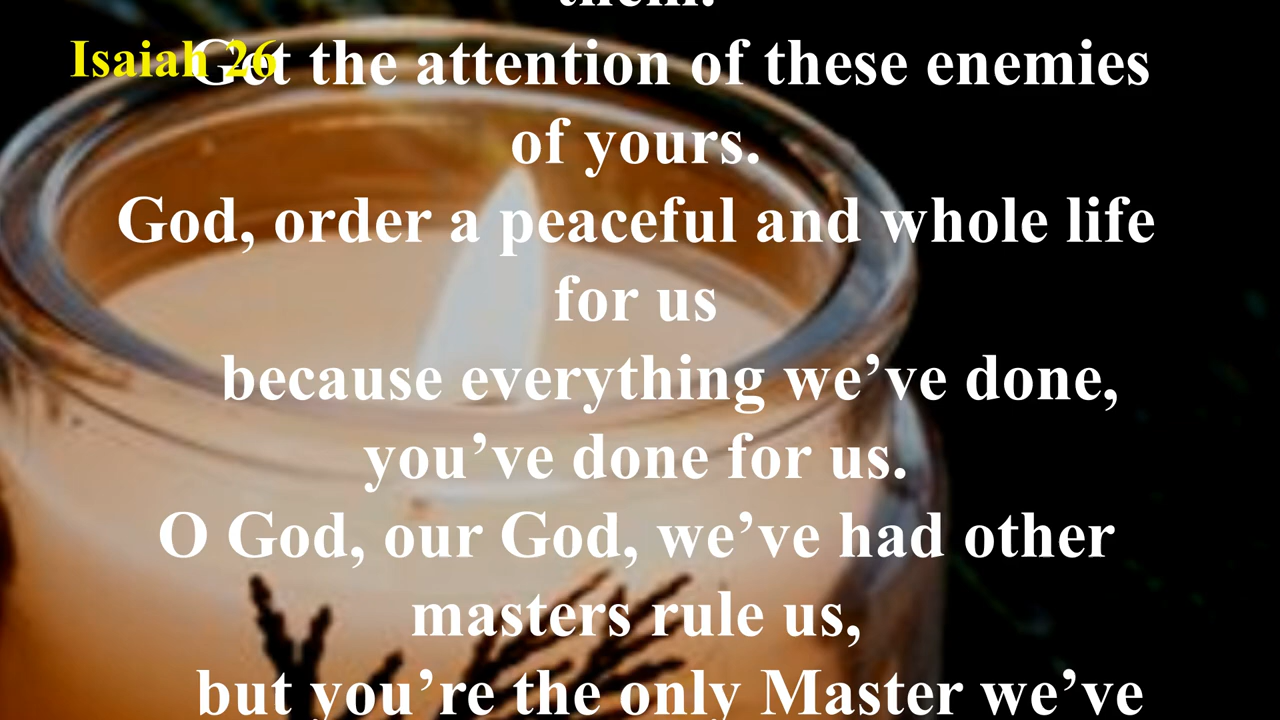 them.
Isaiah 26
Get the attention of these enemies
of yours.
God, order a peaceful and whole life
for us
because everything we’ve done,
you’ve done for us.
O God, our God, we’ve had other
masters rule us,
but you’re the only Master we’ve